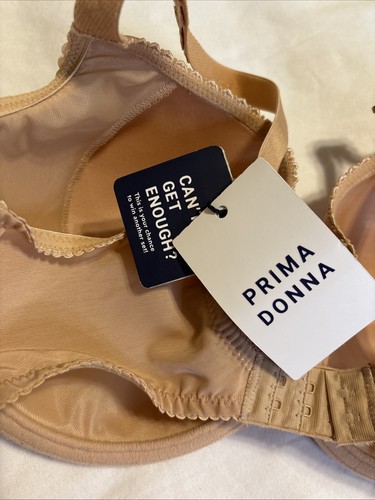 CAN'T
GET
ENOUGH?
This is your chance
to win another set!
PRIMA
DONNA